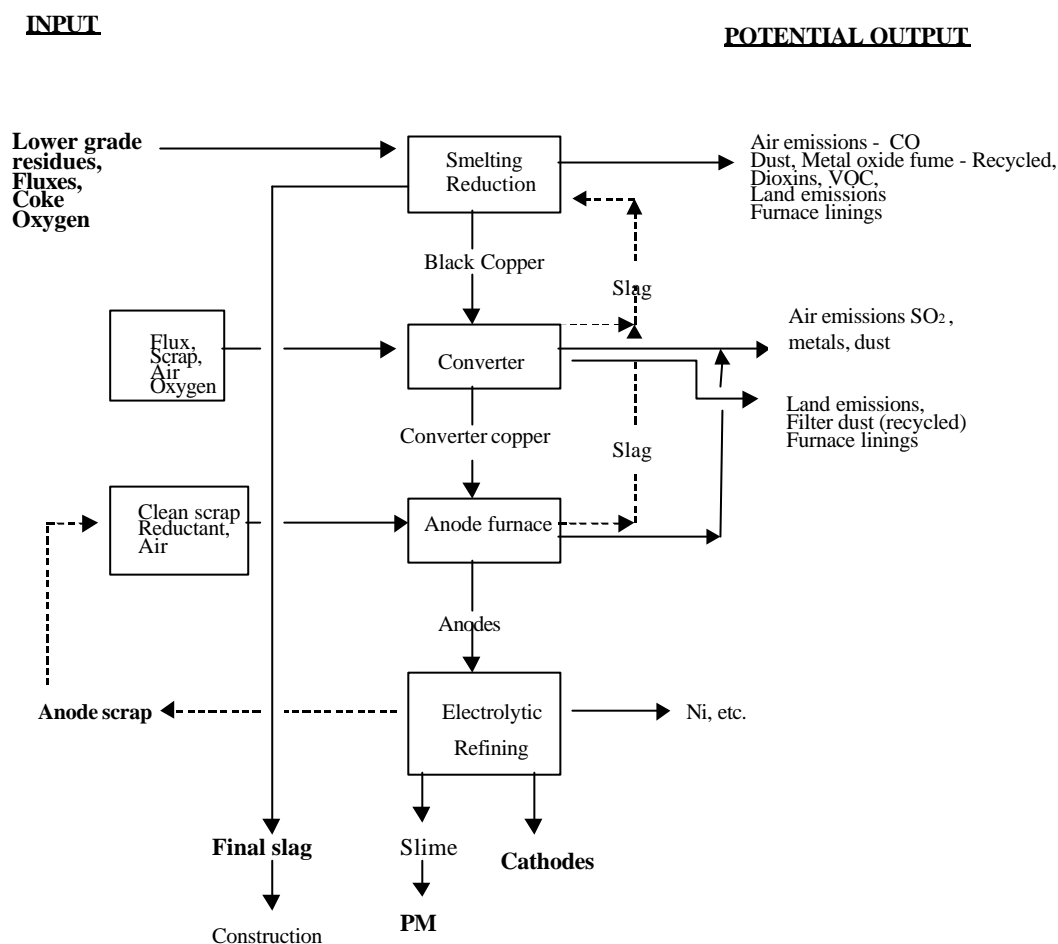 INPUT
POTENTIAL OUTPUT
Lower grade
residues,
Fluxes,
Coke
Oxygen
Smelting
Reduction
Air emissions - CO
Dust, Metal oxide fume - Recycled,
Dioxins, VOC,
Land emissions
Furnace linings
Black Copper
Slag
Flux,
Scrap,
Air
Oxygen
Converter
Air emissions SO2 ,
metals, dust
Land emissions,
Filter dust (recycled)
Furnace linings
Converter copper
Slag
Clean scrap
Reductant,
Air
Anode furnace
Anodes
Anode scrap
Electrolytic
Refining
Ni, etc.
Final slag
Slime
Cathodes
PM
Construction